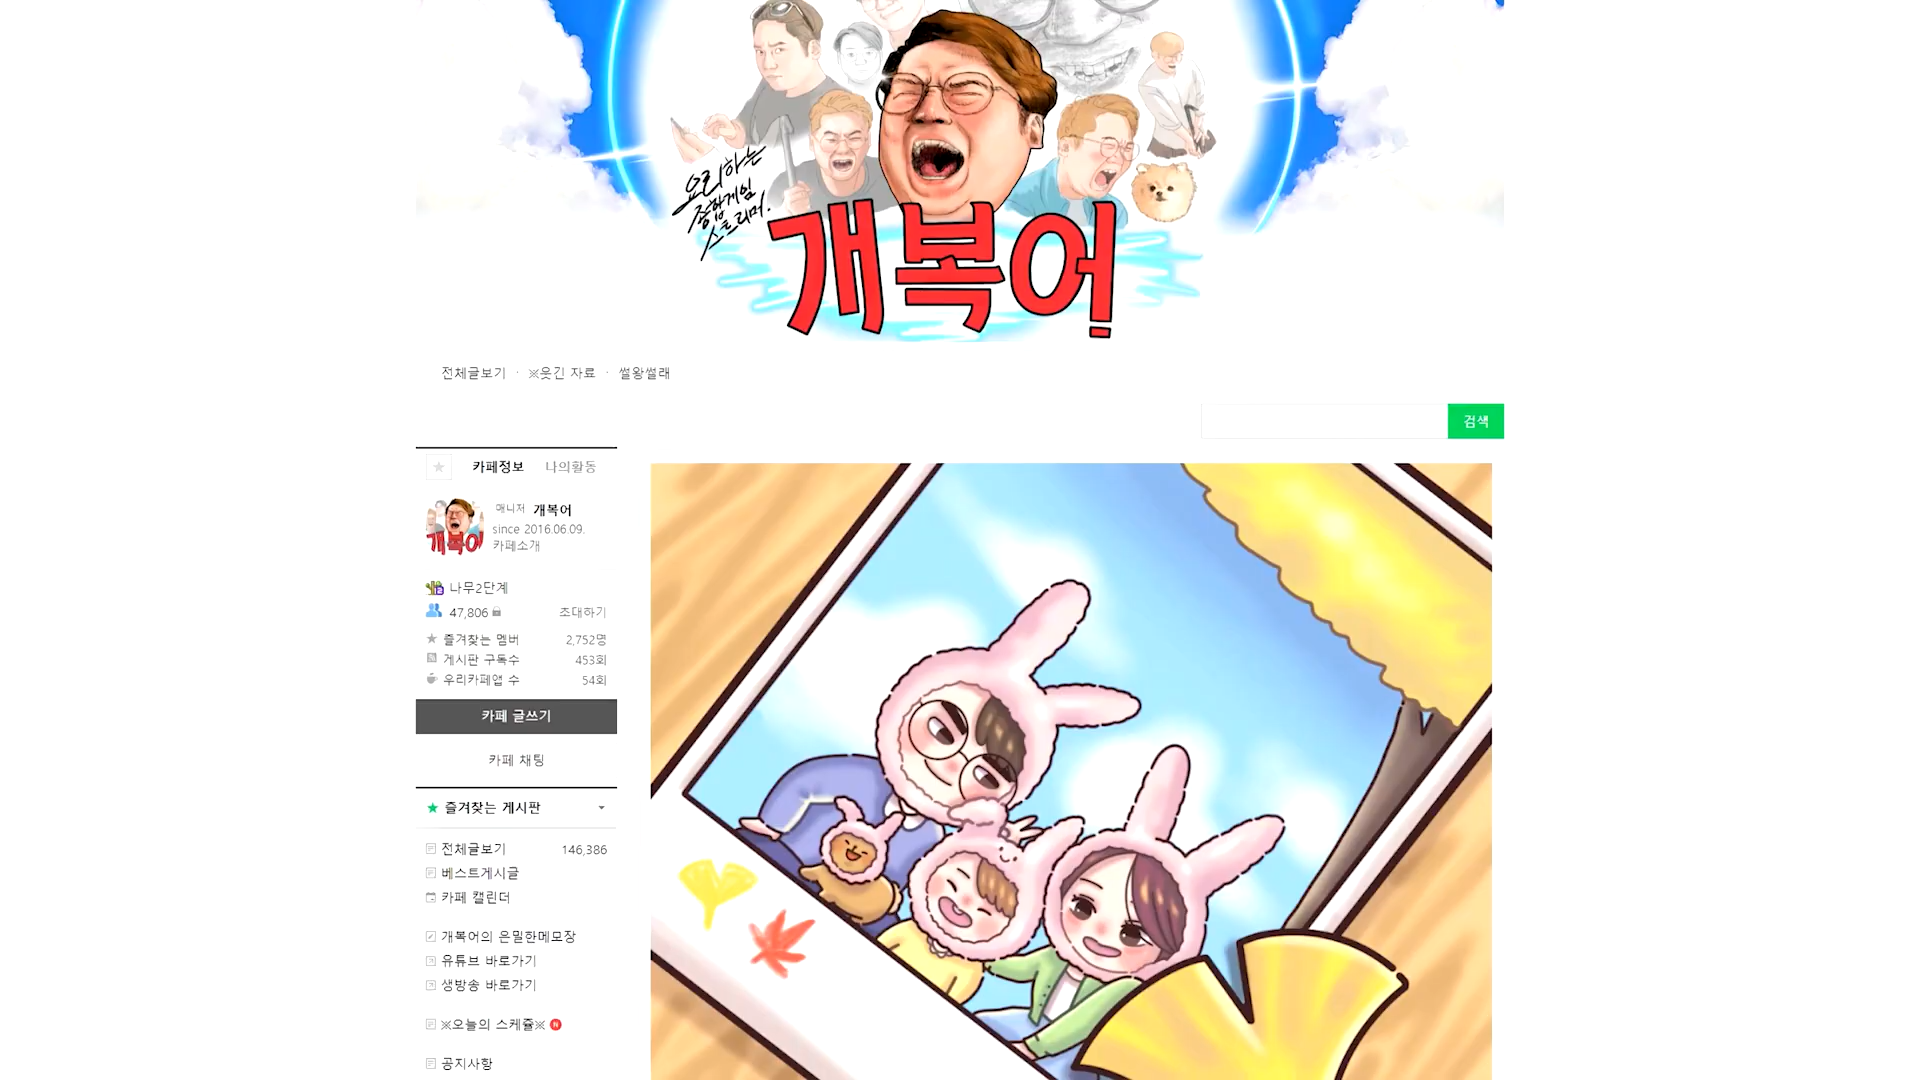 요리하는
종합게임
스트리머.
개복어
전체글보기 · ※웃긴 자료 · 썰왕썰래
검색
카페정보 나의활동
매니저 개복어
since 2016.06.09.
카페소개
개복어
나무2단계
47,806 초대하기
즐겨찾는 멤버 2,752명
게시판 구독수 453회
우리카페앱 수 54회
카페 글쓰기
카페 채팅
즐겨찾는 게시판
전체글보기 146,386
베스트게시글
카페 캘린더
개복어의 은밀한메모장
유튜브 바로가기
생방송 바로가기
※오늘의 스케쥴※ N
공지사항